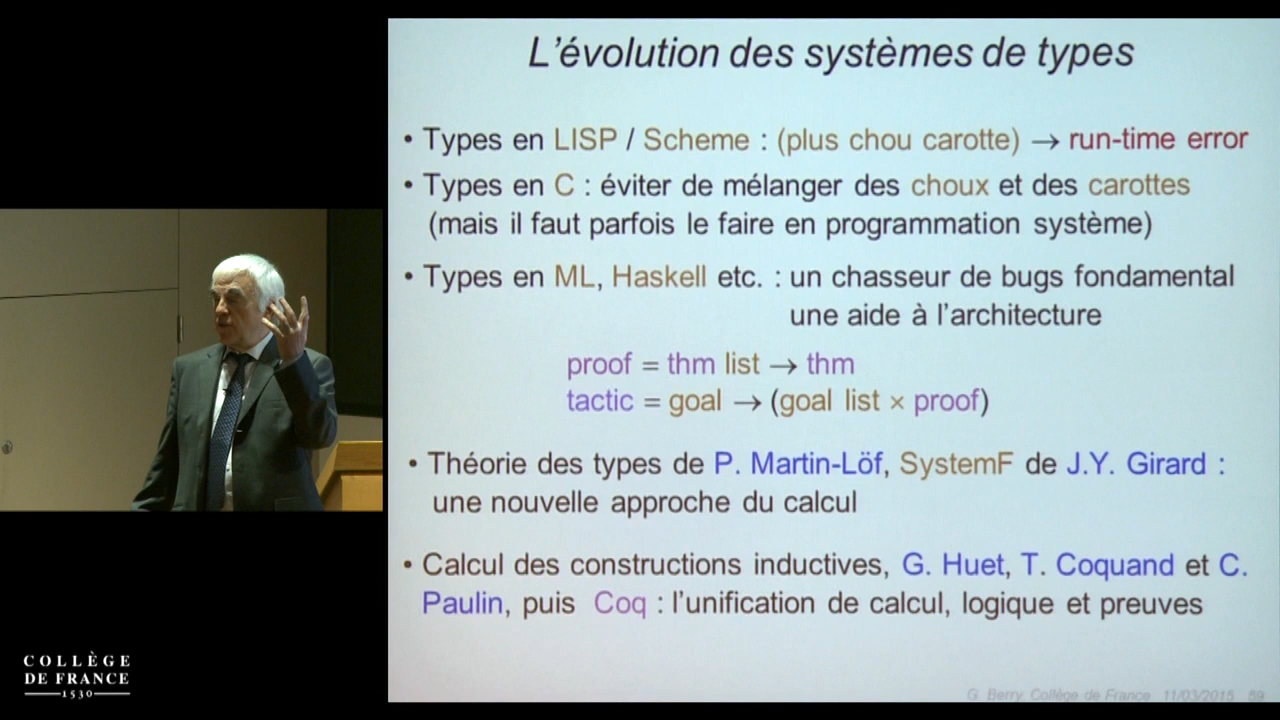 L'évolution des systèmes de types
• Types en LISP / Scheme : (plus chou carotte) → run-time error
• Types en C : éviter de mélanger des choux et des carottes
(mais il faut parfois le faire en programmation système)
• Types en ML, Haskell etc. : un chasseur de bugs fondamental
une aide à l'architecture
proof = thm list → thm
tactic = goal → (goal list × proof)
• Théorie des types de P. Martin-Löf, SystemF de J.Y. Girard :
une nouvelle approche du calcul
• Calcul des constructions inductives, G. Huet, T. Coquand et C.
Paulin, puis Coq : l'unification de calcul, logique et preuves
G. Berry, Collège de France 11/03/2015 59
COLLÈGE
DE FRANCE
1530